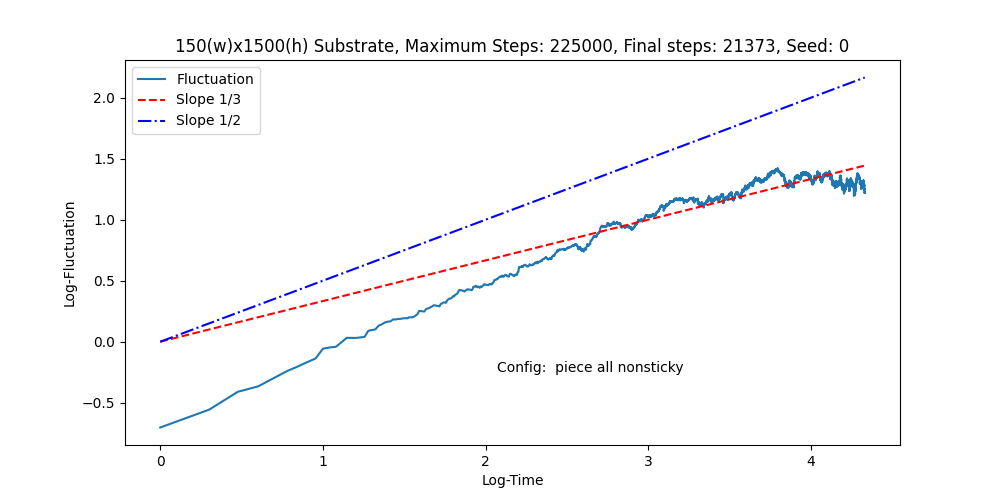 150(w)x1500(h) Substrate, Maximum Steps: 225000, Final steps: 21373, Seed: 0
Fluctuation
Slope 1/3
Slope 1/2
2.0
1.5
1.0
0.5
0.0
−0.5
Log-Fluctuation
Config:  piece all nonsticky
0 1 2 3 4
Log-Time